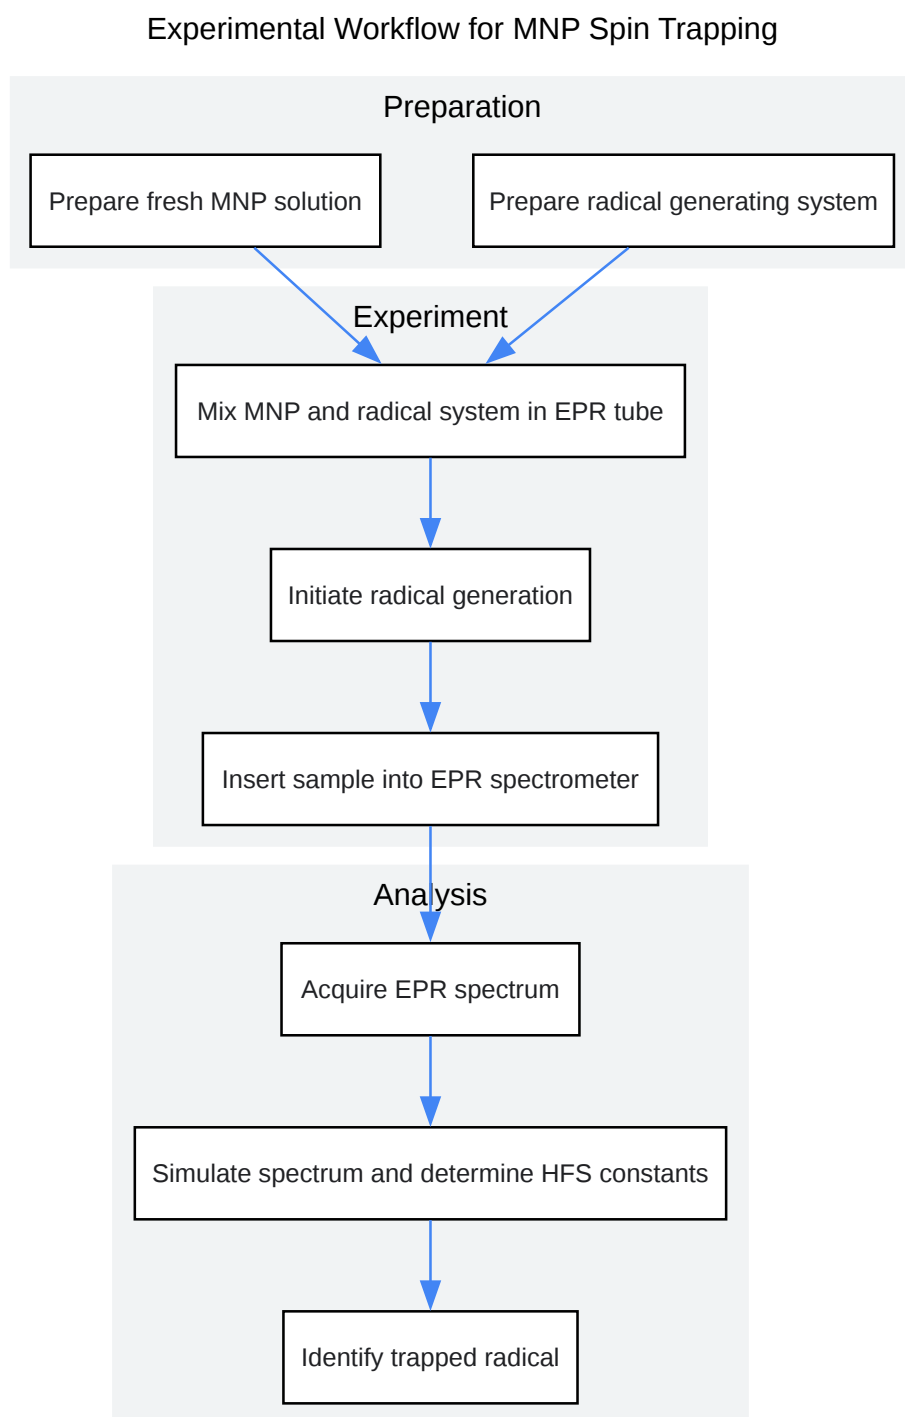 Experimental Workflow for MNP Spin Trapping
Preparation
Prepare fresh MNP solution
Prepare radical generating system
Experiment
Mix MNP and radical system in EPR tube
Initiate radical generation
Insert sample into EPR spectrometer
Analysis
Acquire EPR spectrum
Simulate spectrum and determine HFS constants
Identify trapped radical